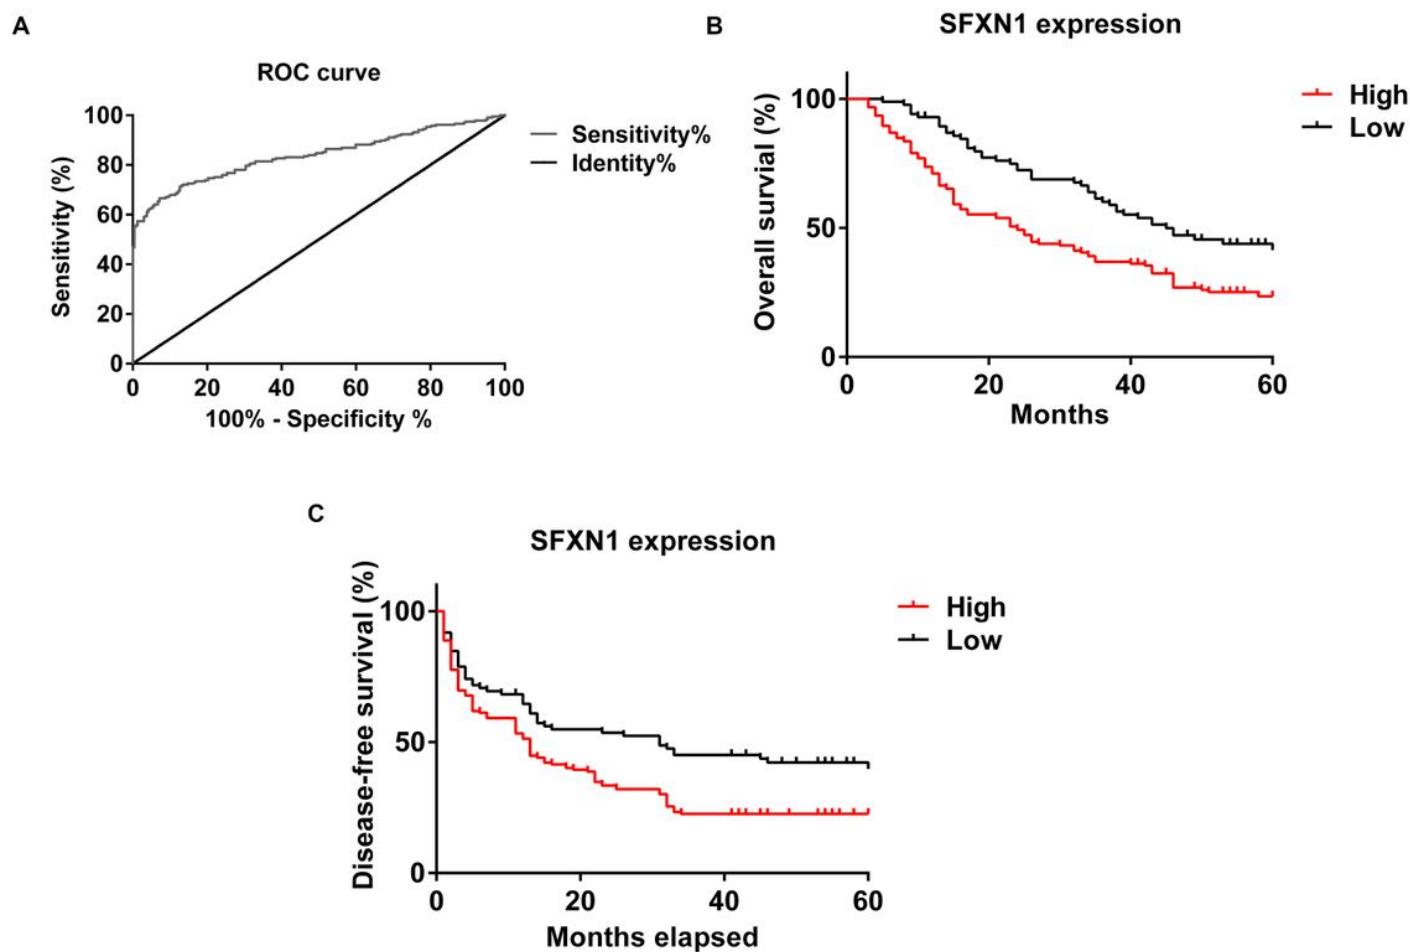 A
ROC curve
Sensitivity (%)
100
80
60
40
20
0
0 20 40 60 80 100
100% - Specificity %
Sensitivity%
Identity%
B
SFXN1 expression
Overall survival (%)
100
50
0
0 20 40 60
Months
High
Low
C
SFXN1 expression
Disease-free survival (%)
100
50
0
0 20 40 60
Months elapsed
High
Low